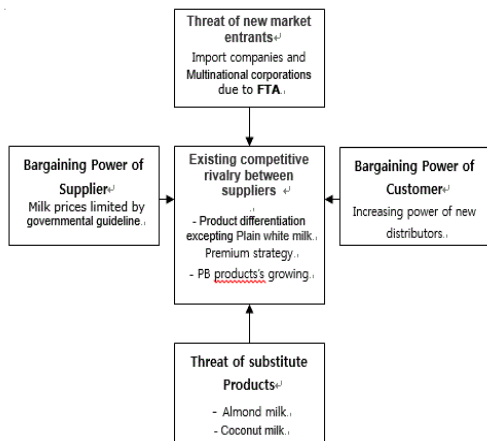 Threat of new market
entrants
Import companies and
Multinational corporations
due to FTA.
Bargaining Power of
Supplier
Milk prices limited by
governmental guideline.
Existing competitive
rivalry between
suppliers
- Product differentiation
excepting Plain white milk.
Premium strategy.
- PB products's growing.
Bargaining Power of
Customer
Increasing power of new
distributors.
Threat of substitute
Products
- Almond milk.
- Coconut milk.